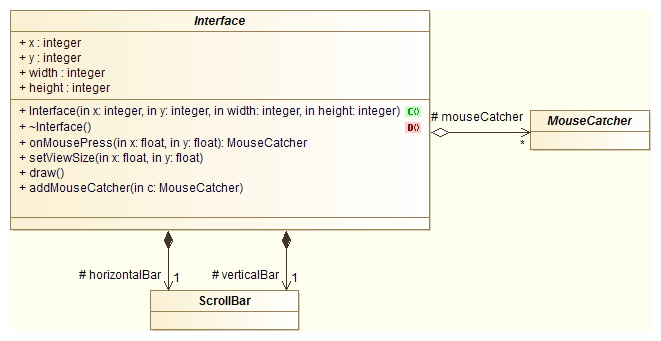 Interface
+ x : integer
+ y : integer
+ width : integer
+ height : integer
+ Interface(in x: integer, in y: integer, in width: integer, in height: integer) C()
+ ~Interface() D()
+ onMousePress(in x: float, in y: float): MouseCatcher
+ setViewSize(in x: float, in y: float)
+ draw()
+ addMouseCatcher(in c: MouseCatcher)
# mouseCatcher
*
MouseCatcher
# horizontalBar
1
# verticalBar
1
ScrollBar